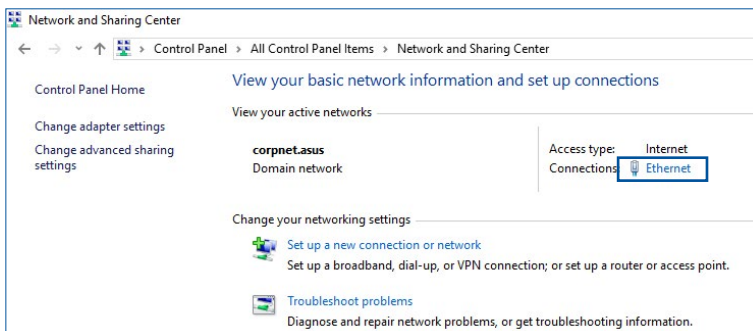 Network and Sharing Center
Control Panel > All Control Panel Items > Network and Sharing Center
Control Panel Home
Change adapter settings
Change advanced sharing
settings
View your basic network information and set up connections
View your active networks
corpnet.asus
Domain network
Access type: Internet
Connections Ethernet
Change your networking settings
Set up a new connection or network
Set up a broadband, dial-up, or VPN connection; or set up a router or access point.
Troubleshoot problems
Diagnose and repair network problems, or get troubleshooting information.